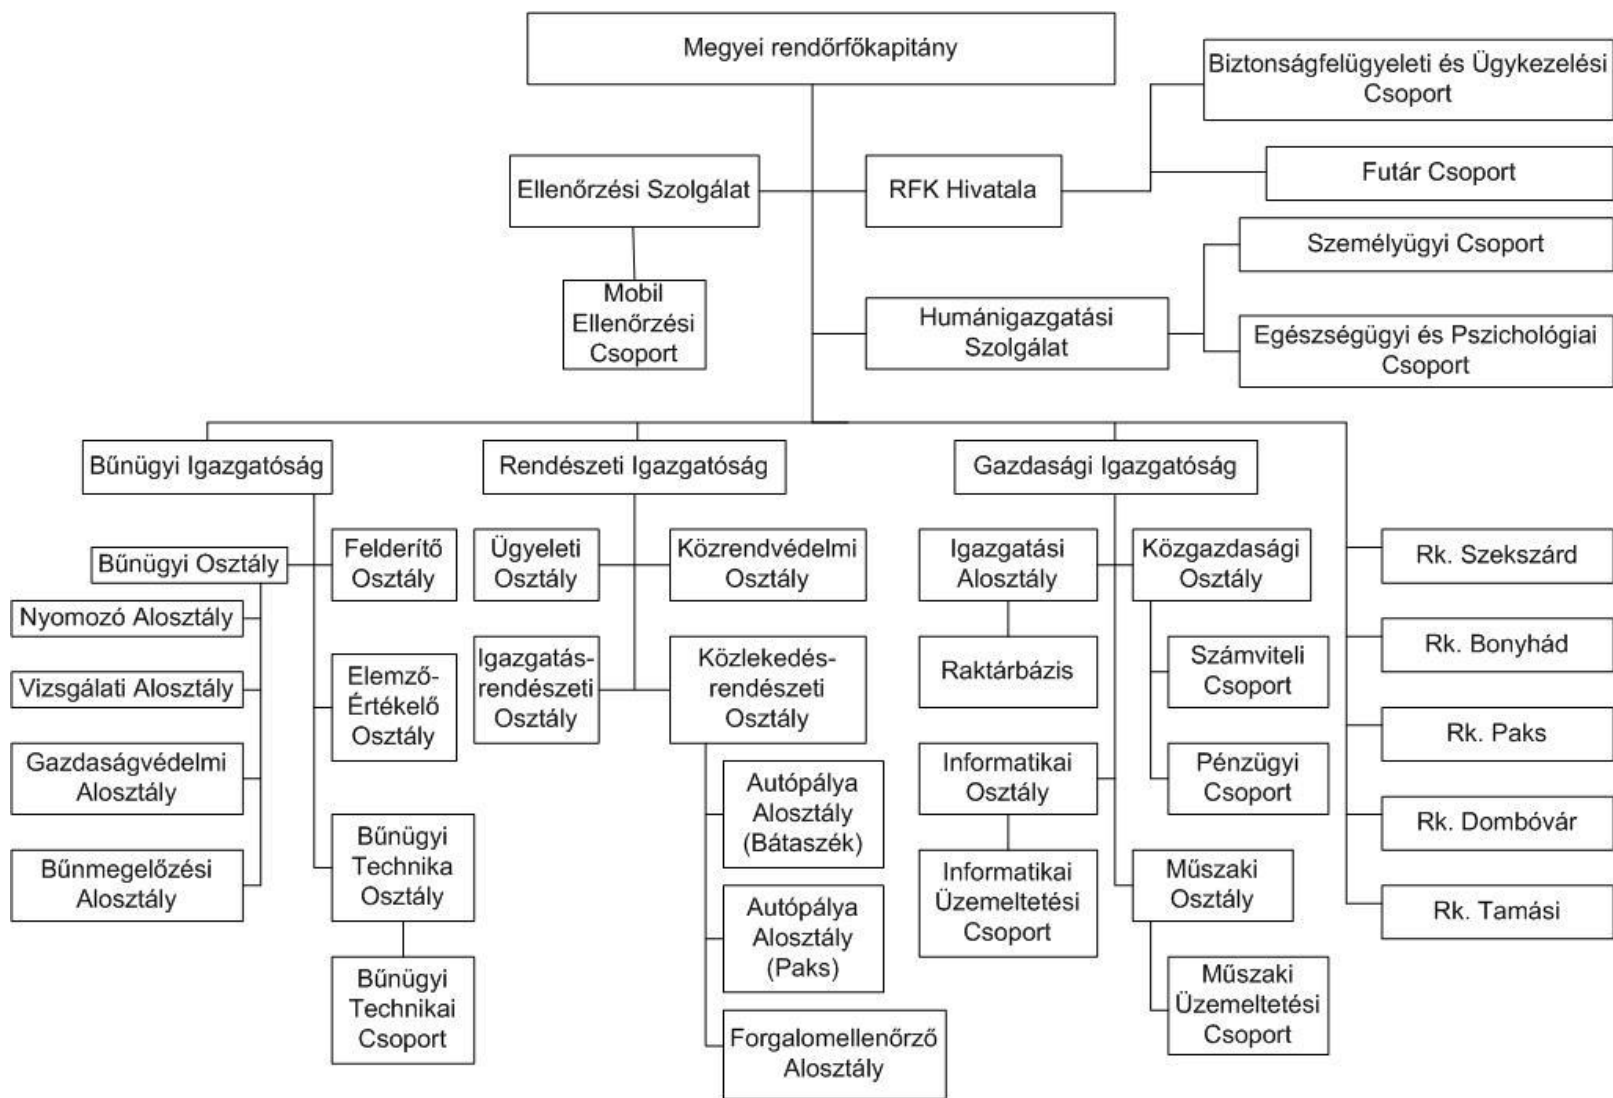 Megyei rendőrfőkapitány
Biztonságfelügyeleti és Ügykezelési
Csoport
Ellenőrzési Szolgálat
RFK Hivatala
Futár Csoport
Mobil
Ellenőrzési
Csoport
Humánigazgatási
Szolgálat
Személyügyi Csoport
Egészségügyi és Pszichológiai
Csoport
Bűnügyi Igazgatóság
Rendészeti Igazgatóság
Gazdasági Igazgatóság
Bűnügyi Osztály
Felderítő
Osztály
Nyomozó Alosztály
Vizsgálati Alosztály
Gazdaságvédelmi
Alosztály
Bűnmegelőzési
Alosztály
Elemző-
Értékelő
Osztály
Bűnügyi
Technika
Osztály
Bűnügyi
Technikai
Csoport
Ügyeleti
Osztály
Közrendvédelmi
Osztály
Igazgatás-
rendészeti
Osztály
Közlekedés-
rendészeti
Osztály
Autópálya
Alosztály
(Bátaszék)
Autópálya
Alosztály
(Paks)
Forgalomellenőrző
Alosztály
Igazgatási
Alosztály
Közgazdasági
Osztály
Raktárbázis
Számviteli
Csoport
Pénzügyi
Csoport
Informatikai
Osztály
Informatikai
Üzemeltetési
Csoport
Műszaki
Osztály
Műszaki
Üzemeltetési
Csoport
Rk. Szekszárd
Rk. Bonyhád
Rk. Paks
Rk. Dombóvár
Rk. Tamási